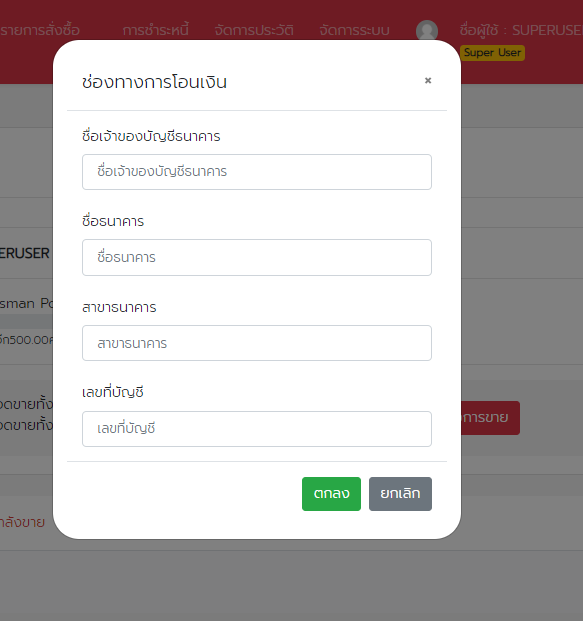 รายการสั่งซื้อ การชำระหนี้ จัดการประวัติ จัดการระบบ ชื่อผู้ใช้ : SUPERUSE
Super User
ช่องทางการโอนเงิน ×
ชื่อเจ้าของบัญชีธนาคาร
ชื่อเจ้าของบัญชีธนาคาร
ชื่อธนาคาร
ชื่อธนาคาร
สาขาธนาคาร
สาขาธนาคาร
เลขที่บัญชี
เลขที่บัญชี
ตกลง ยกเลิก
ERUSER
sman Po
500.00
อดขายทั้ง
อดขายทั้ง
การขาย
ลังขาย